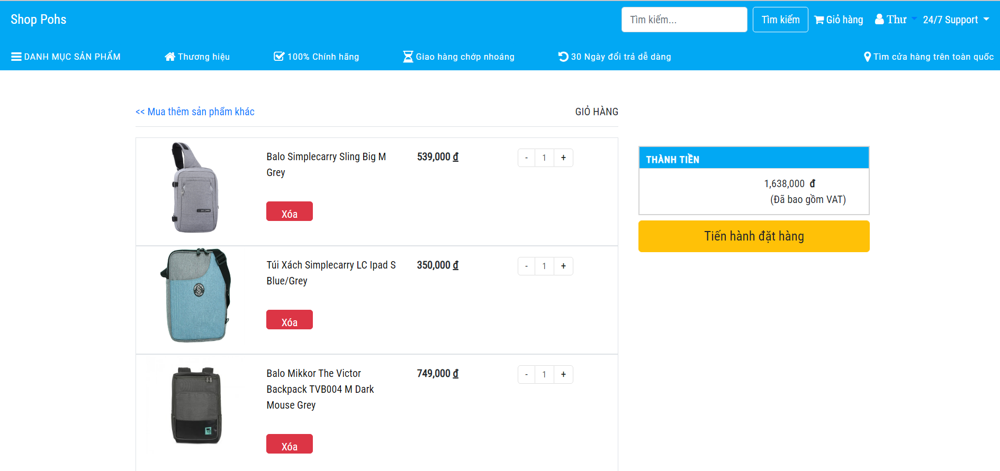 Shop Pohs
Tìm kiếm...
Tìm kiếm
Giỏ hàng
Thư
24/7 Support
DANH MỤC SẢN PHẨM
Thương hiệu
100% Chính hãng
Giao hàng chớp nhoáng
30 Ngày đổi trả dễ dàng
Tìm cửa hàng trên toàn quốc
<< Mua thêm sản phẩm khác
GIỎ HÀNG
Balo Simplecarry Sling Big M
Grey
539,000 đ
- 1 +
Xóa
Túi Xách Simplecarry LC Ipad S
Blue/Grey
350,000 đ
- 1 +
Xóa
Balo Mikkor The Victor
Backpack TVB004 M Dark
Mouse Grey
749,000 đ
- 1 +
Xóa
THÀNH TIỀN
1,638,000 đ
(Đã bao gồm VAT)
Tiến hành đặt hàng